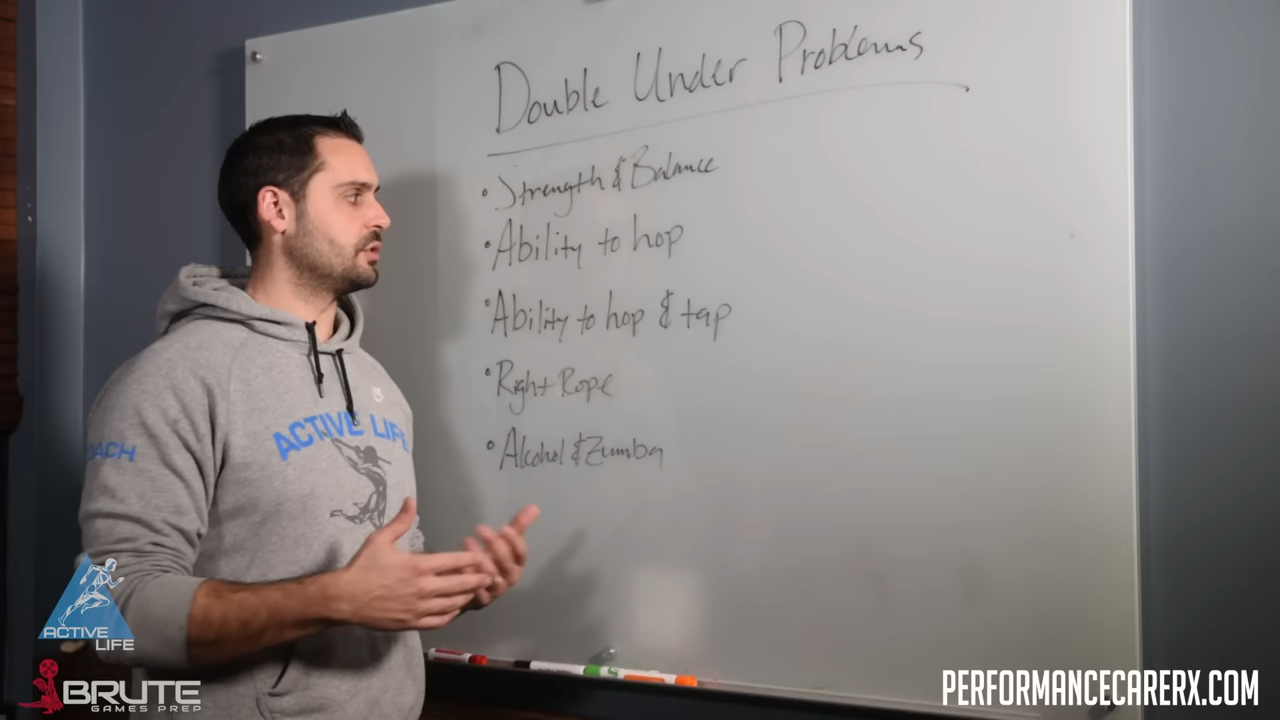 Double Under Problems
• Strength & Balance
• Ability to hop
• Ability to hop & tap
• Right Rope
• Alcohol & Zumba
ACTIVE LIFE
COACH
ACTIVE
LIFE
BRUTE
GAMES PREP
PERFORMANCECARERX.COM